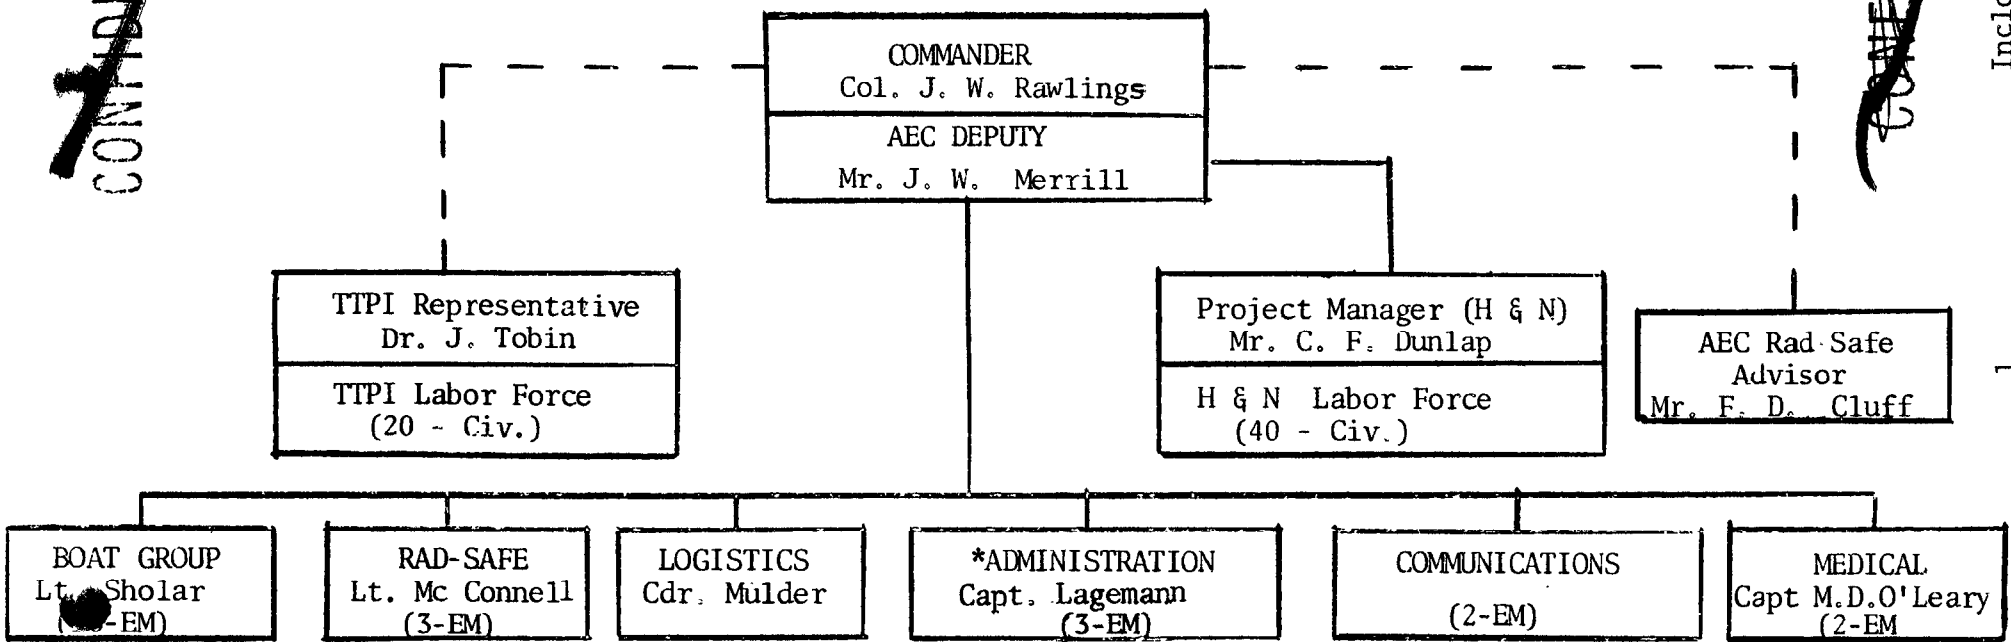 COMMANDER
Col. J. W. Rawlings
AEC DEPUTY
Mr. J. W. Merrill
TTPI Representative
Dr. J. Tobin
TTPI Labor Force
(20 - Civ.)
Project Manager (H & N)
Mr. C. F. Dunlap
H & N Labor Force
(40 - Civ.)
AEC Rad Safe
Advisor
Mr. F. D. Cluff
BOAT GROUP
Lt. Sholar
-EM)
RAD-SAFE
Lt. Mc Connell
(3-EM)
LOGISTICS
Cdr. Mulder
*ADMINISTRATION
Capt. Lagemann
(3-EM)
COMMUNICATIONS
(2-EM)
MEDICAL
Capt M.D.O'Leary
(2-EM
1